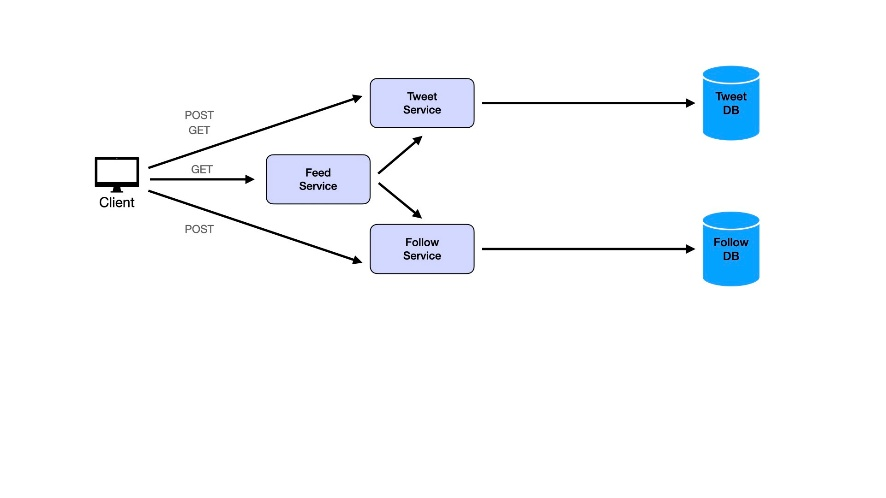 POST
GET
Tweet
Service
Tweet
DB
Client
GET
Feed
Service
POST
Follow
Service
Follow
DB